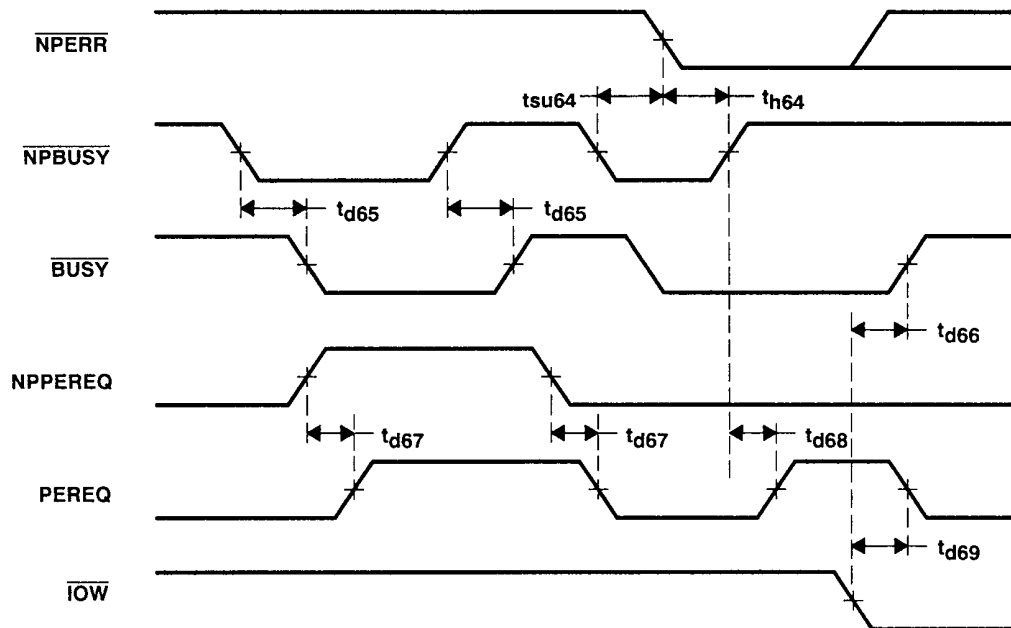 NPERR
tsu64 th64
NPBUSY
td65 td65
BUSY
td66
NPPEREQ
td67 td67 td68
PEREQ
td69
IOW